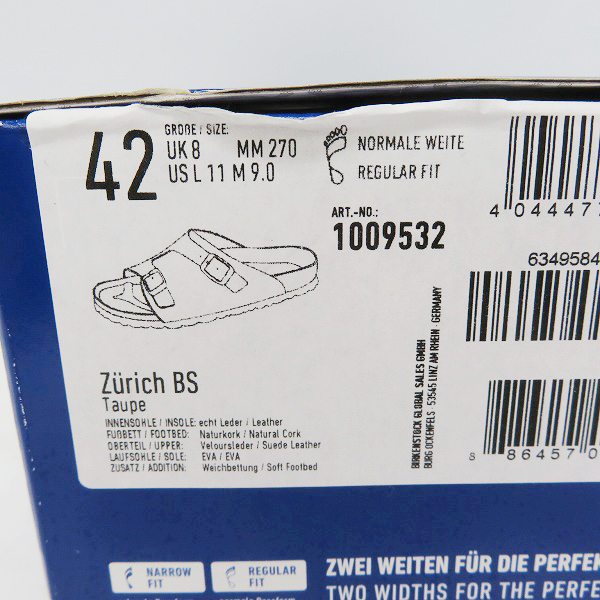 42
GRÖßE / SIZE:
UK 8 MM 270
US L 11 M 9.0
NORMALE WEITE
REGULAR FIT
ART.-NO.:
1009532
4 04447
6349584
8 86457 0
BIRKENSTOCK GLOBAL SALES GMBH
BURG OCKENFELS · 53545 LINZ AM RHEIN · GERMANY
Zürich BS
Taupe
INNENSOHLE / INSOLE: echt Leder / Leather
FUßBETT / FOOTBED: Naturkork / Natural Cork
OBERTEIL / UPPER: Veloursleder / Suede Leather
LAUFSOHLE / SOLE: EVA / EVA
ZUSATZ / ADDITION: Weichbettung / Soft Footbed
NARROW
FIT
REGULAR
FIT
ZWEI WEITEN FÜR DIE PERFE
TWO WIDTHS FOR THE PERFE